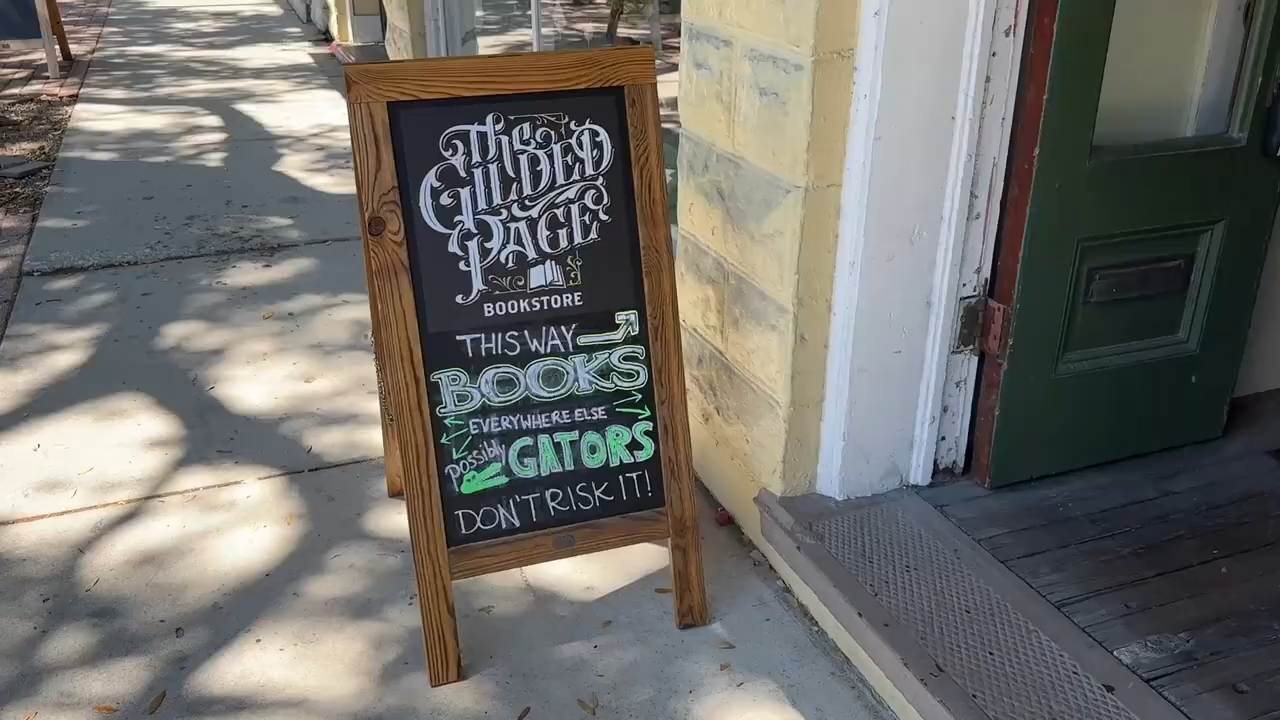 The
GILDED
PAGE
BOOKSTORE
THIS WAY
BOOKS
EVERYWHERE ELSE
POSSIBLY GATORS
DON'T RISK IT!